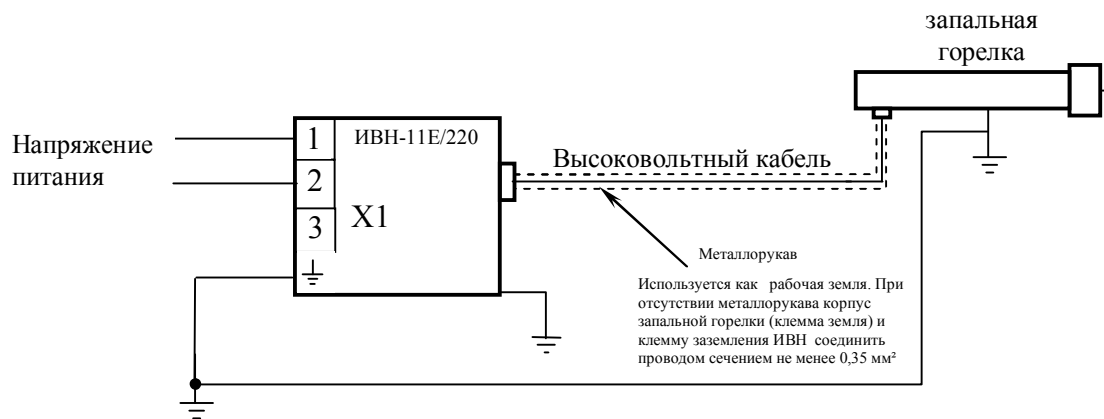 запальная
горелка
Напряжение
питания
1
2
3
ИВН-11Е/220
X1
Высоковольтный кабель
Металлорукав
Используется как рабочая земля. При
отсутствии металлорукава корпус
запальной горелки (клемма земля) и
клемму заземления ИВН соединить
проводом сечением не менее 0,35 мм²